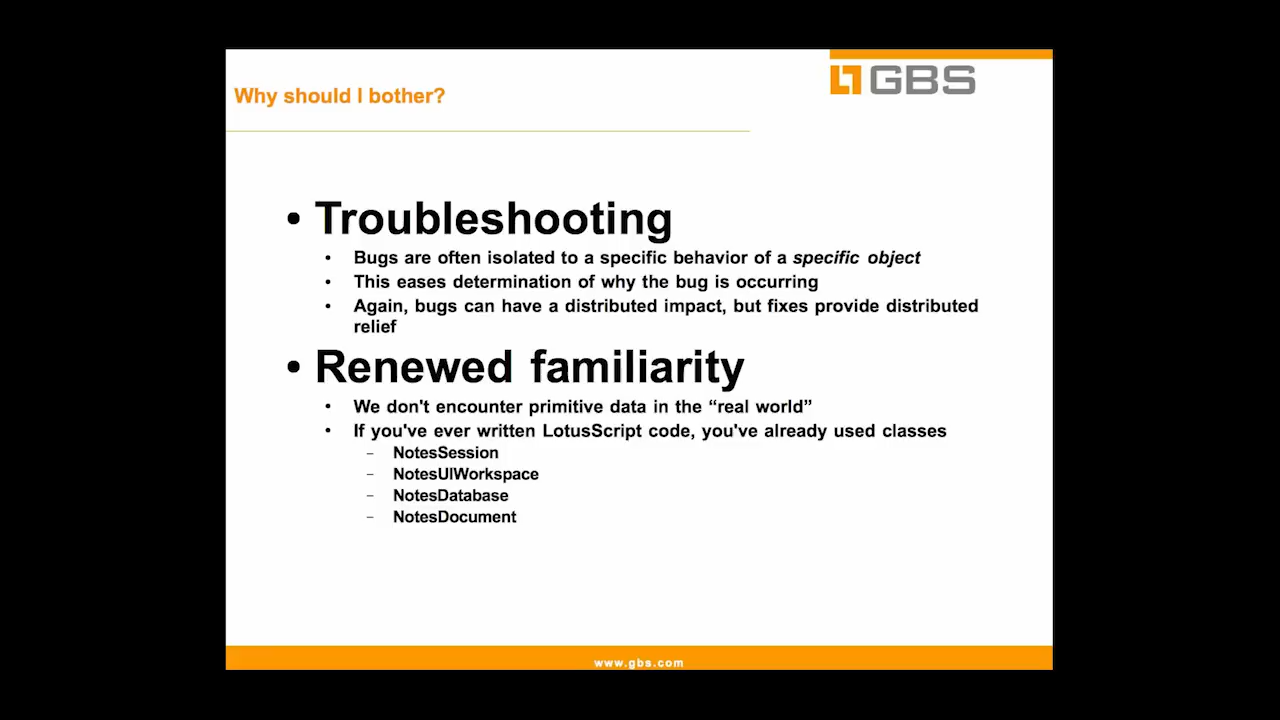 GBS
Why should I bother?
• Troubleshooting
• Bugs are often isolated to a specific behavior of a specific object
• This eases determination of why the bug is occurring
• Again, bugs can have a distributed impact, but fixes provide distributed
relief
• Renewed familiarity
• We don't encounter primitive data in the “real world”
• If you've ever written LotusScript code, you've already used classes
– NotesSession
– NotesUIWorkspace
– NotesDatabase
– NotesDocument
www.gbs.com